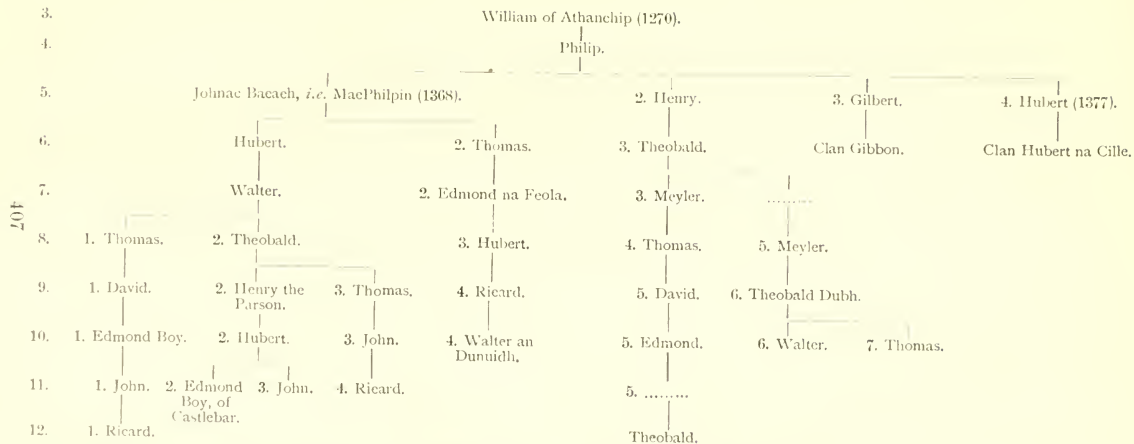 3. William of Athanchip (1270).
4. Philip.
5. Johnac Bacach, i.e. MacPhilpin (1368). 2. Henry. 3. Gilbert. 4. Hubert (1377).
6. Hubert. 2. Thomas. 3. Theobald. Clan Gibbon. Clan Hubert na Cille.
7. Walter. 2. Edmond na Feola. 3. Meyler. .........
407
8. 1. Thomas. 2. Theobald. 3. Hubert. 4. Thomas. 5. Meyler.
9. 1. David. 2. Henry the 3. Thomas. 4. Ricard. 5. David. 6. Theobald Dubh.
Parson.
10. 1. Edmond Boy. 2. Hubert. 3. John. 4. Walter an 5. Edmond. 6. Walter. 7. Thomas.
Dunuidh.
11. 1. John. 2. Edmond 3. John. 4. Ricard. 5. .........
Boy, of
Castlebar.
12. 1. Ricard. Theobald.